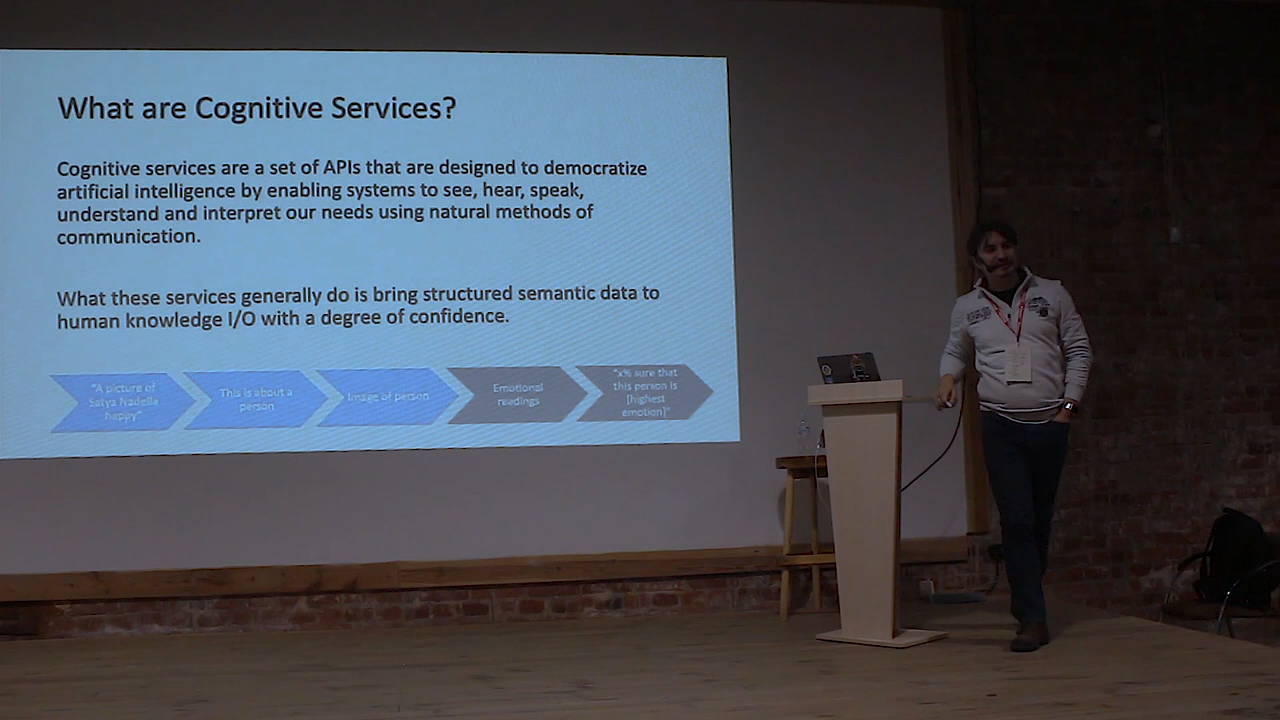 What are Cognitive Services?
Cognitive services are a set of APIs that are designed to democratize
artificial intelligence by enabling systems to see, hear, speak,
understand and interpret our needs using natural methods of
communication.
What these services generally do is bring structured semantic data to
human knowledge I/O with a degree of confidence.
"A picture of
Satya Nadella
happy"
This is about a
person
Image of person
Emotional
readings
"x% sure that
this person is
[highest
emotion]"